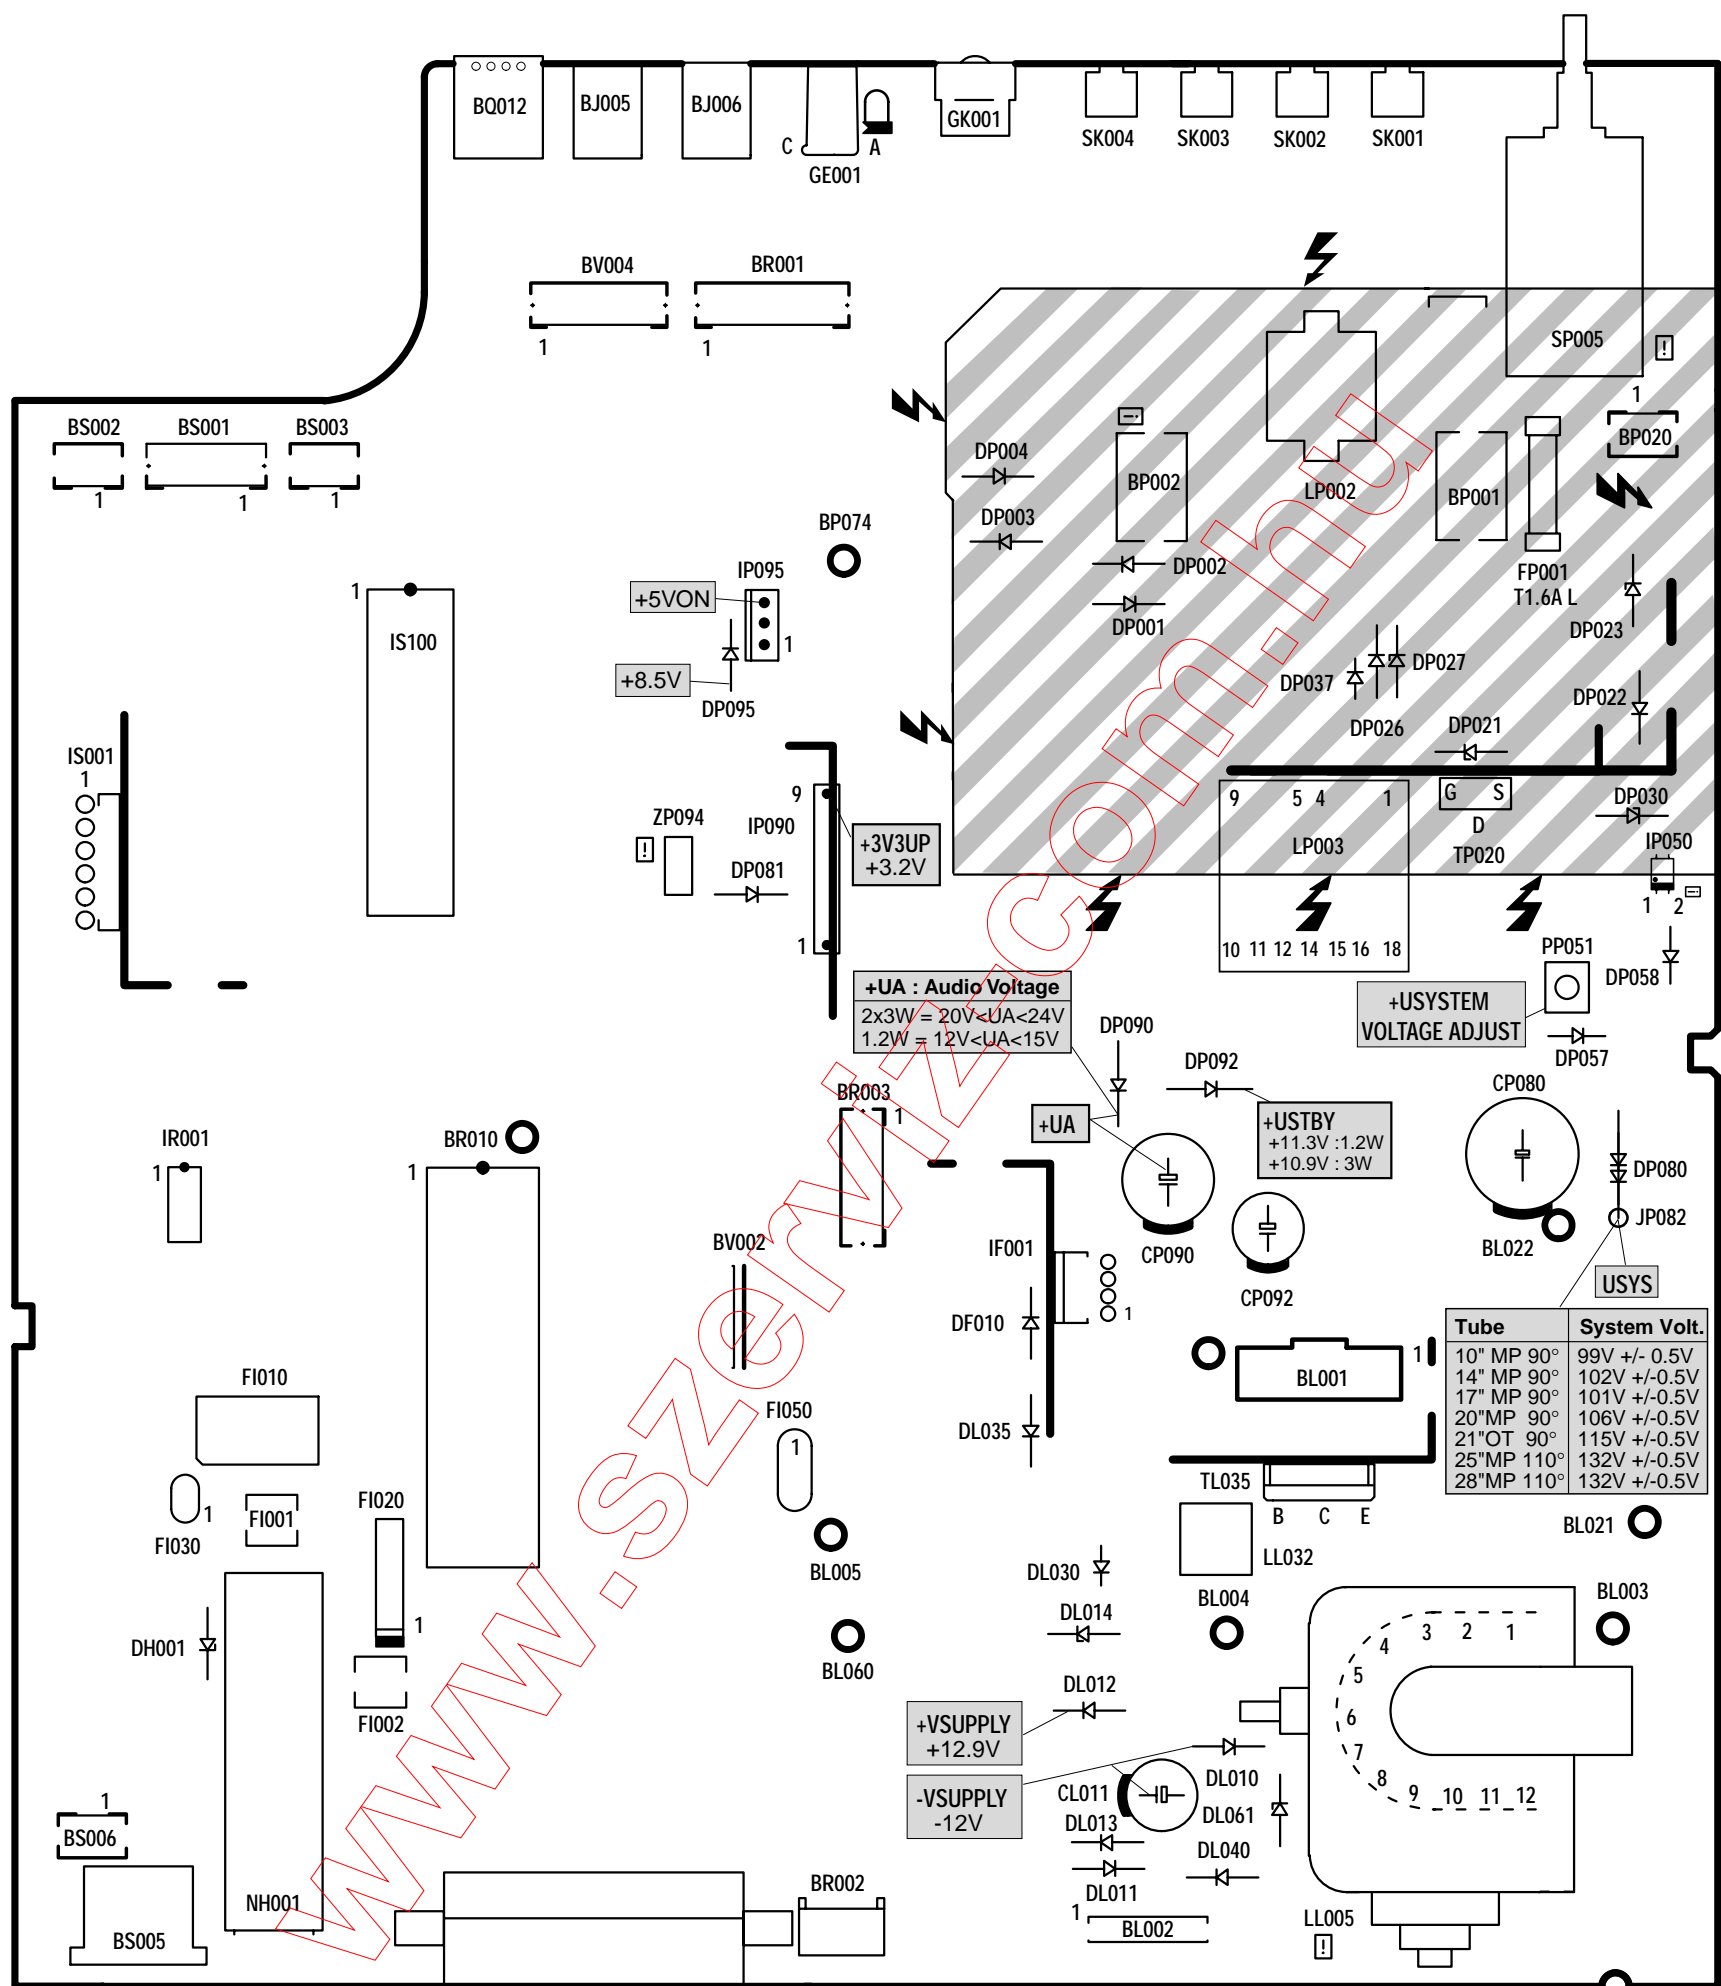 BQ012
BJ005
BJ006
C
A
GE001
GK001
SK004
SK003
SK002
SK001
BV004
BR001
1
1
SP005
!
BS002
BS001
BS003
1
1
1
DP004
BP002
!
LP002
BP001
1
BP020
DP003
BP074
DP002
FP001
T1.6A L
DP001
DP023
IP095
+5VON
1
+8.5V
DP095
1
IS100
DP037
DP027
DP026
DP022
DP021
IS001
1
9
IP090
ZP094
!
DP081
1
+3V3UP
+3.2V
9 5 4 1
LP003
G S
D
TP020
DP030
IP050
1 2
!
10 11 12 14 15 16 18
PP051
DP058
+USYSTEM
VOLTAGE ADJUST
DP057
+UA : Audio Voltage
2x3W = 20V<UA<24V
1.2W = 12V<UA<15V
DP090
DP092
CP080
BR003
1
+UA
+USTBY
+11.3V :1.2W
+10.9V : 3W
IR001
1
BR010
1
DP080
JP082
BL022
BV002
IF001
CP090
CP092
1
USYS
DF010
Tube System Volt.
10" MP 90° 99V +/- 0.5V
14" MP 90° 102V +/-0.5V
17" MP 90° 101V +/-0.5V
20"MP 90° 106V +/-0.5V
21"OT 90° 115V +/-0.5V
25"MP 110° 132V +/-0.5V
28"MP 110° 132V +/-0.5V
BL001
1
FI010
FI050
1
DL035
TL035
B C E
FI030
1
FI001
FI020
1
BL005
LL032
BL021
DL030
BL004
BL003
DL014
DH001
BL060
FI002
DL012
+VSUPPLY
+12.9V
3 2 1
4
5
6
7
8
9 10 11 12
DL010
CL011
-VSUPPLY
-12V
DL061
DL013
DL040
DL011
1
BS006
BR002
NH001
BS005
1
BL002
LL005
!
www.szerviz.com.hu